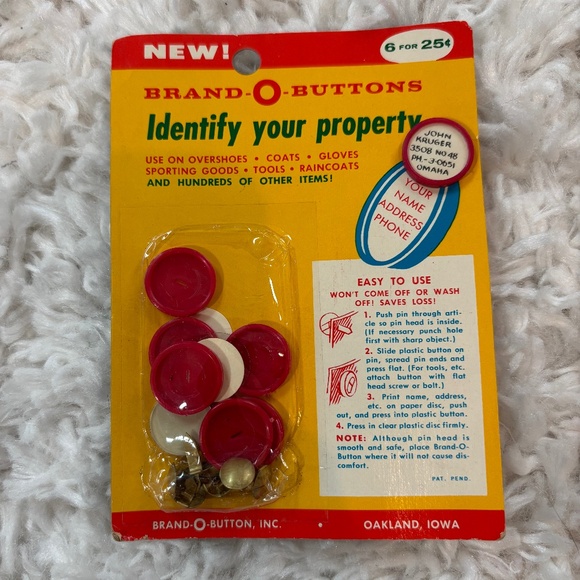 NEW!
6 FOR 25¢
BRAND-O-BUTTONS
Identify your property
USE ON OVERSHOES • COATS • GLOVES
SPORTING GOODS • TOOLS • RAINCOATS
AND HUNDREDS OF OTHER ITEMS!
JOHN
KRUGER
3508 NO. 48
PH.-3-0651
OMAHA
YOUR
NAME
ADDRESS
PHONE
EASY TO USE
WON'T COME OFF OR WASH
OFF! SAVES LOSS!
1. Push pin through arti-
cle so pin head is inside.
(If necessary punch hole
first with sharp object.)
2. Slide plastic button on
pin, spread pin ends and
press flat. (For tools, etc.
attach button with flat
head screw or bolt.)
3. Print name, address,
etc. on paper disc, push
out, and press into plastic button.
4. Press in clear plastic disc firmly.
NOTE: Although pin head is
smooth and safe, place Brand-O-
Button where it will not cause dis-
comfort.
PAT. PEND.
BRAND-O-BUTTON, INC. • OAKLAND, IOWA